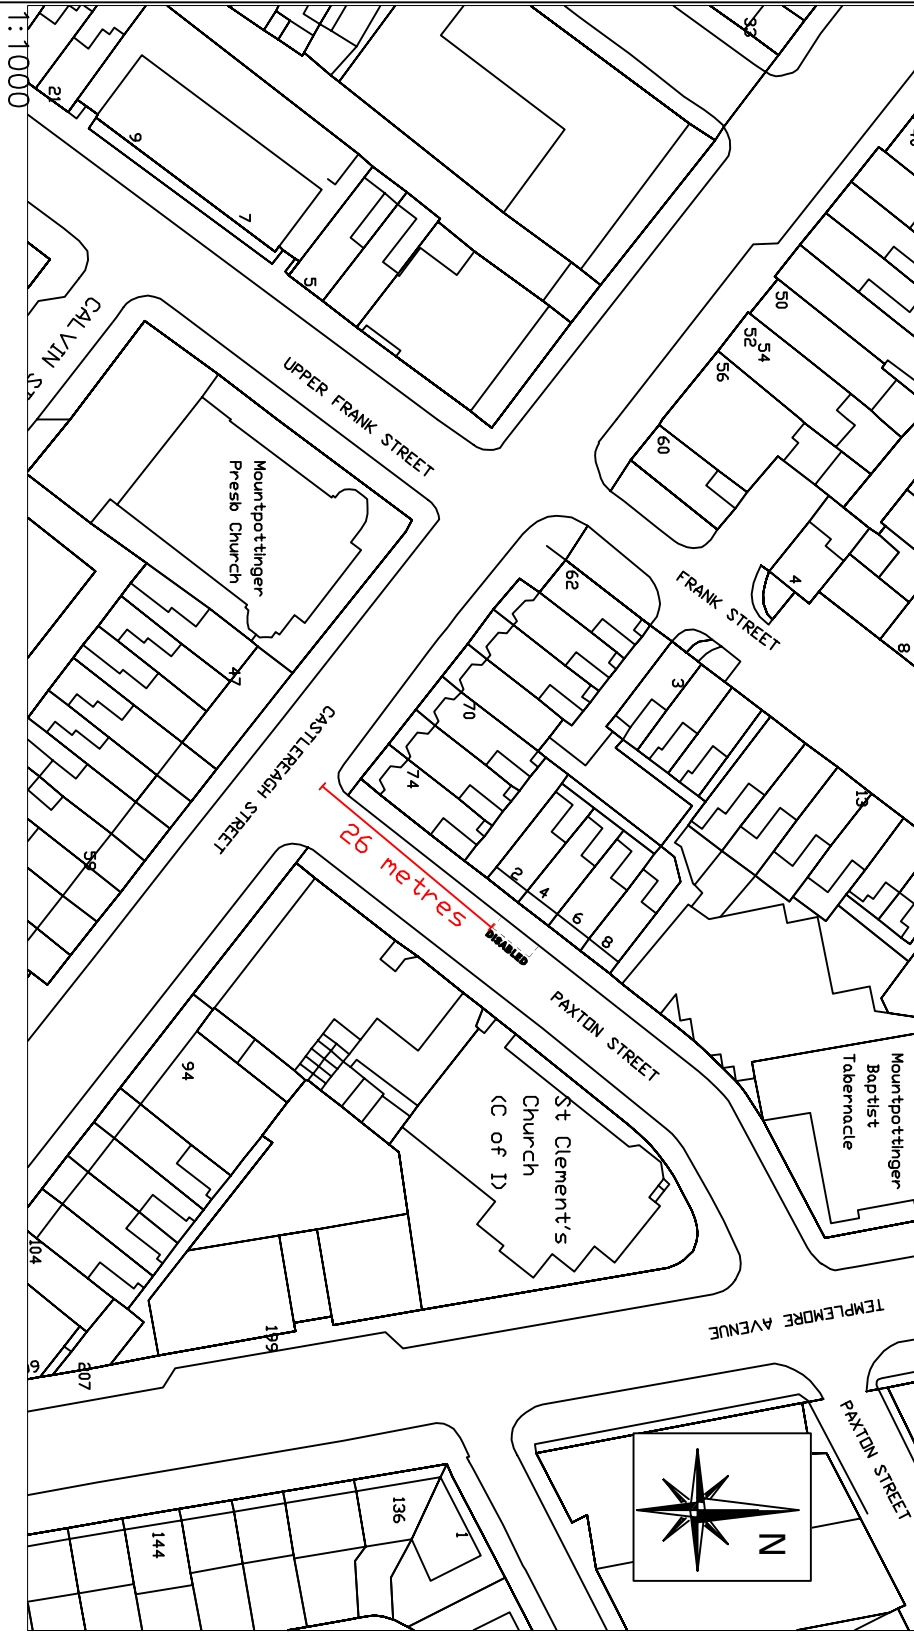 1:1000
33
21
9
7
5
50
52
54
56
60
CALVIN ST
UPPER FRANK STREET
Mountpottinger
Presb Church
62
FRANK STREET
4
8
3
70
74
13
47
CASTLEREAGH STREET
59
26 metres
2
4
6
8
DISABLED
PAXTON STREET
94
St Clement's
Church
(C of I)
Mountpottinger
Baptist
Tabernacle
104
199
207
TEMPLEMORE AVENUE
PAXTON STREET
136
1
144
N